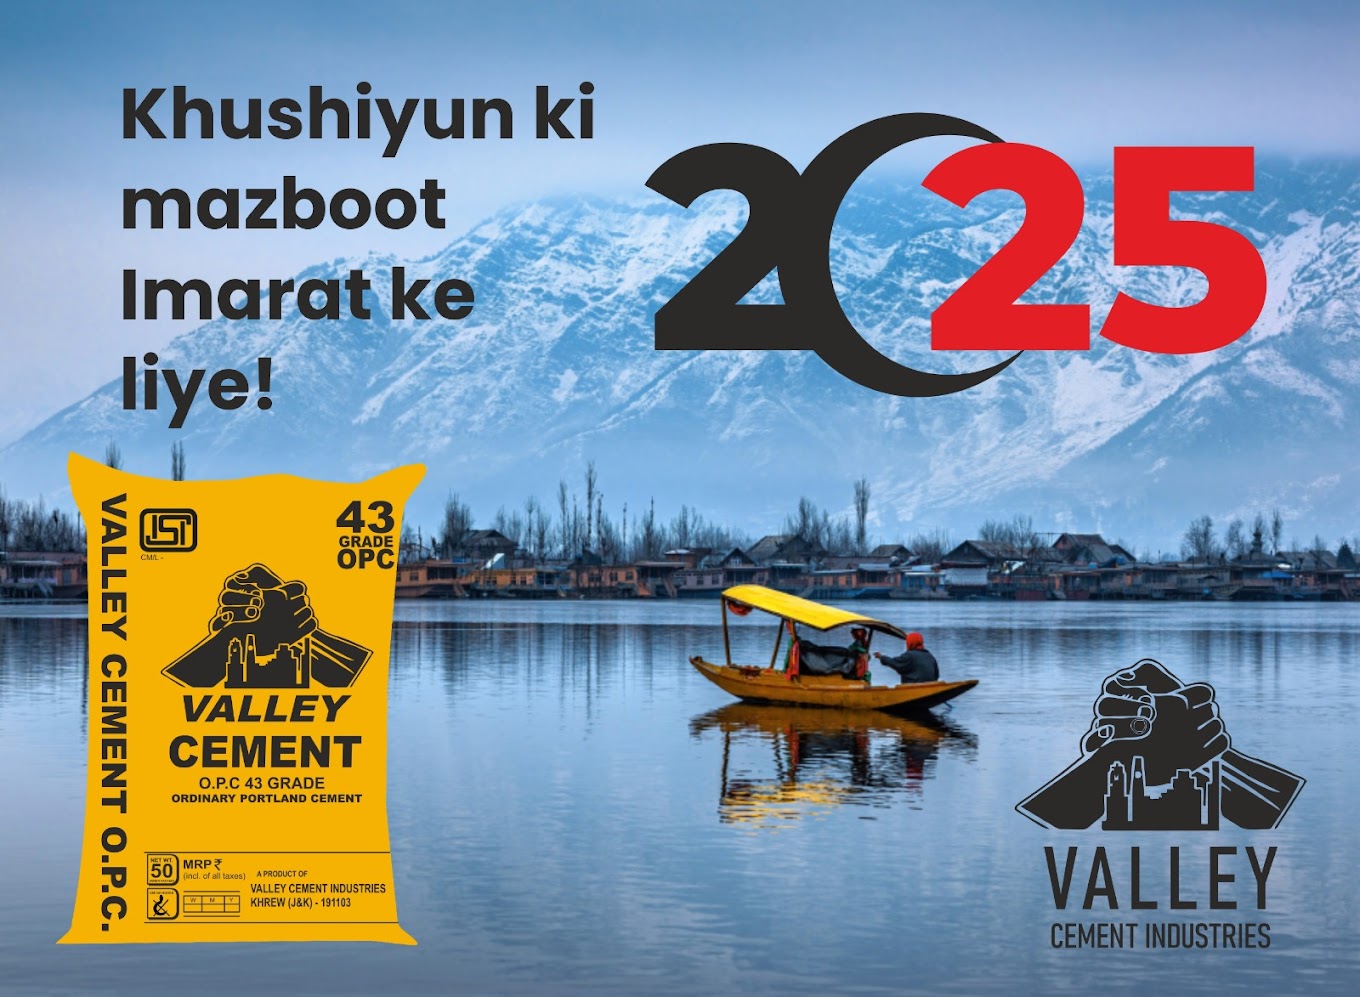 Khushiyun ki
mazboot
Imarat ke
liye!
2025
VALLEY CEMENT O.P.C.
ISI
CM/L -
43
GRADE
OPC
VALLEY
CEMENT
O.P.C 43 GRADE
ORDINARY PORTLAND CEMENT
NET WT.
50
MRP ₹
(incl. of all taxes)
W M Y
A PRODUCT OF
VALLEY CEMENT INDUSTRIES
KHREW (J&K) - 191103
VALLEY
CEMENT INDUSTRIES